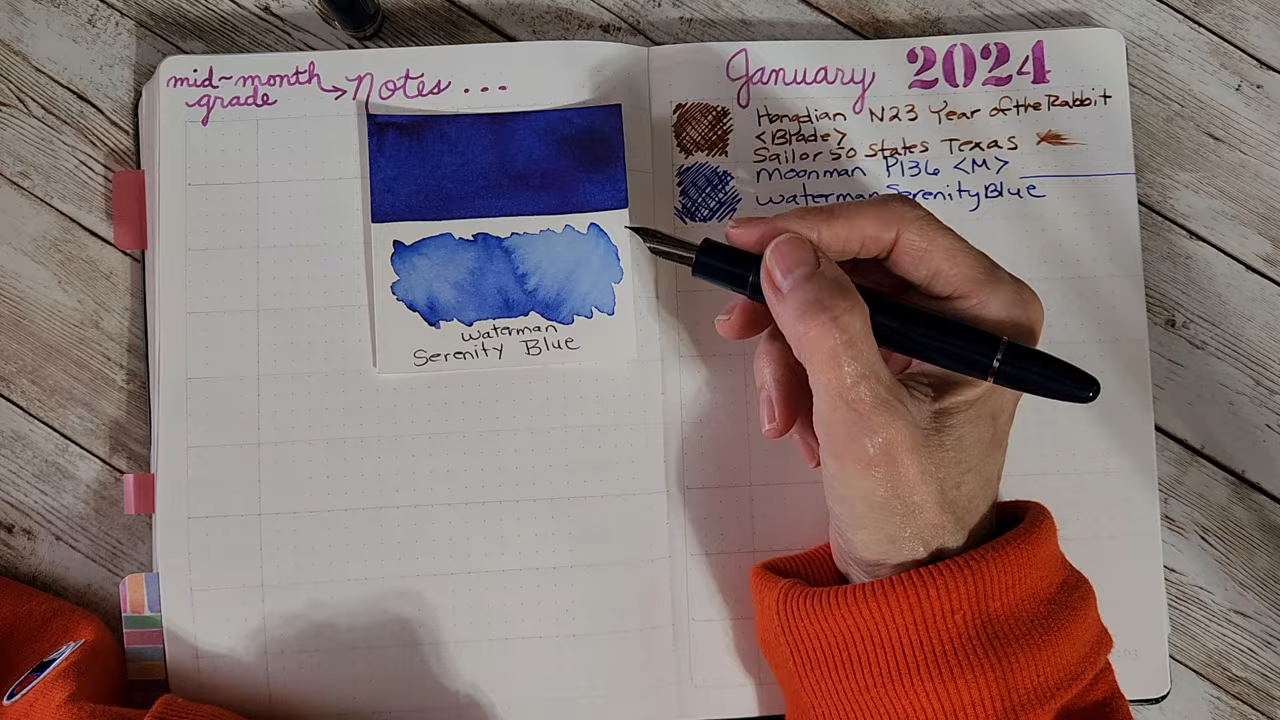 mid~month
grade → Notes ...
Waterman
Serenity Blue
January 2024
Hongdian N23 Year of the Rabbit
<Blade>
Sailor 50 States Texas
Moonman P136 <M>
Waterman Serenity Blue